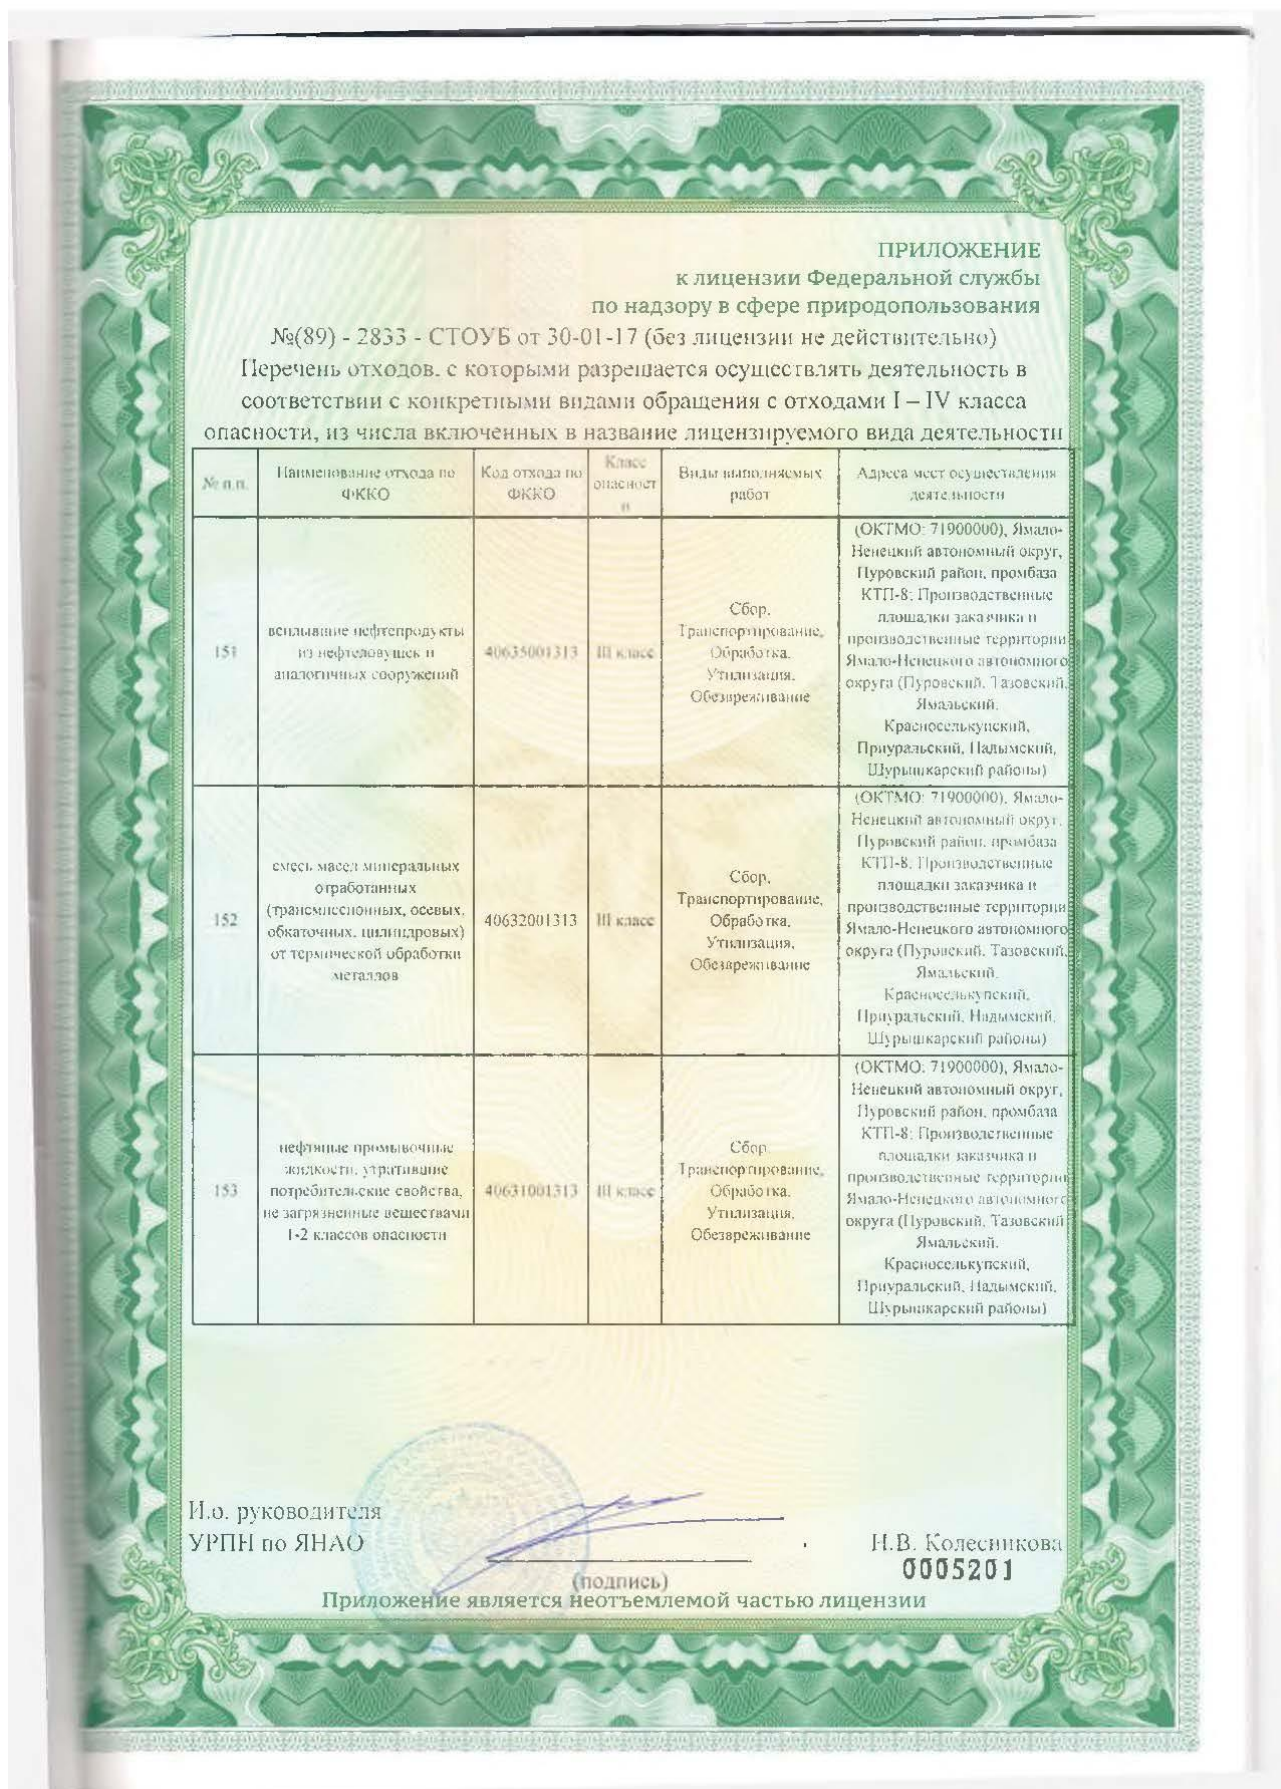 ПРИЛОЖЕНИЕ
к лицензии Федеральной службы
по надзору в сфере природопользования
№(89) - 2833 - СТОУБ от 30-01-17 (без лицензии не действительно)
Перечень отходов, с которыми разрешается осуществлять деятельность в
соответствии с конкретными видами обращения с отходами I – IV класса
опасности, из числа включенных в название лицензируемого вида деятельности
№ п.п.
Наименование отхода по
ФККО
Код отхода по
ФККО
Класс
опасност
и
Виды выполняемых
работ
Адреса мест осуществления
деятельности
151
всплывшие нефтепродукты
из нефтеловушек и
аналогичных сооружений
40635001313
III класс
Сбор,
Транспортирование,
Обработка,
Утилизация,
Обезвреживание
(ОКТМО: 71900000), Ямало-
Ненецкий автономный округ,
Пуровский район, промбаза
КТП-8; Производственные
площадки заказчика и
производственные территории
Ямало-Ненецкого автономного
округа (Пуровский, Тазовский,
Ямальский,
Красноселькупский,
Приуральский, Надымский,
Шурышкарский районы)
152
смесь масел минеральных
отработанных
(трансмиссионных, осевых,
обкаточных, цилиндровых)
от термической обработки
металлов
40632001313
III класс
Сбор,
Транспортирование,
Обработка,
Утилизация,
Обезвреживание
(ОКТМО: 71900000), Ямало-
Ненецкий автономный округ,
Пуровский район, промбаза
КТП-8; Производственные
площадки заказчика и
производственные территории
Ямало-Ненецкого автономного
округа (Пуровский, Тазовский,
Ямальский,
Красноселькупский,
Приуральский, Надымский,
Шурышкарский районы)
153
нефтяные промывочные
жидкости, утратившие
потребительские свойства,
не загрязненные веществами
1-2 классов опасности
40631001313
III класс
Сбор,
Транспортирование,
Обработка,
Утилизация,
Обезвреживание
(ОКТМО: 71900000), Ямало-
Ненецкий автономный округ,
Пуровский район, промбаза
КТП-8; Производственные
площадки заказчика и
производственные территории
Ямало-Ненецкого автономного
округа (Пуровский, Тазовский
Ямальский,
Красноселькупский,
Приуральский, Надымский,
Шурышкарский районы)
И.о. руководителя
УРПН по ЯНАО
Н.В. Колесникова
0005201
(подпись)
Приложение является неотъемлемой частью лицензии